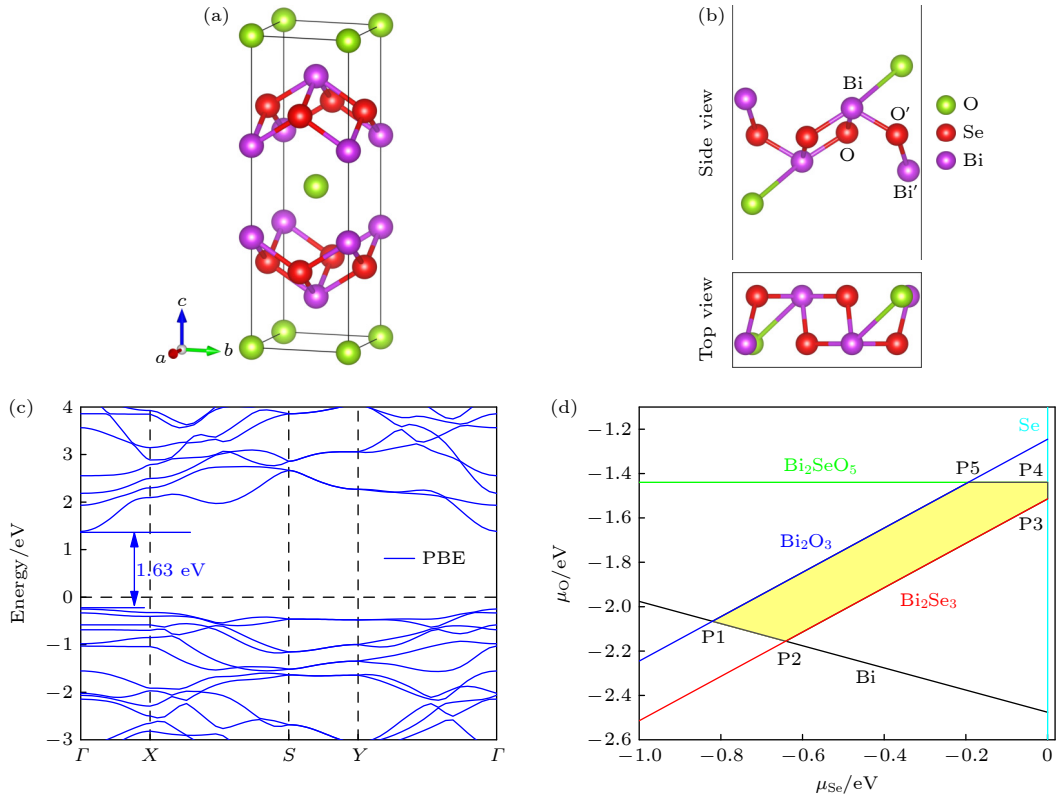 (a)
c
a
b
(b)
Side view
Bi
O′
O
Bi′
O
Se
Bi
Top view
(c)
Energy/eV
4
3
2
1
0
−1
−2
−3
1.63 eV
PBE
Γ
X
S
Y
Γ
(d)
μO/eV
−1.2
−1.4
−1.6
−1.8
−2.0
−2.2
−2.4
−2.6
Se
Bi₂SeO₅
P5
P4
P3
Bi₂O₃
Bi₂Se₃
P1
P2
Bi
−1.0
−0.8
−0.6
−0.4
−0.2
0
μSe/eV